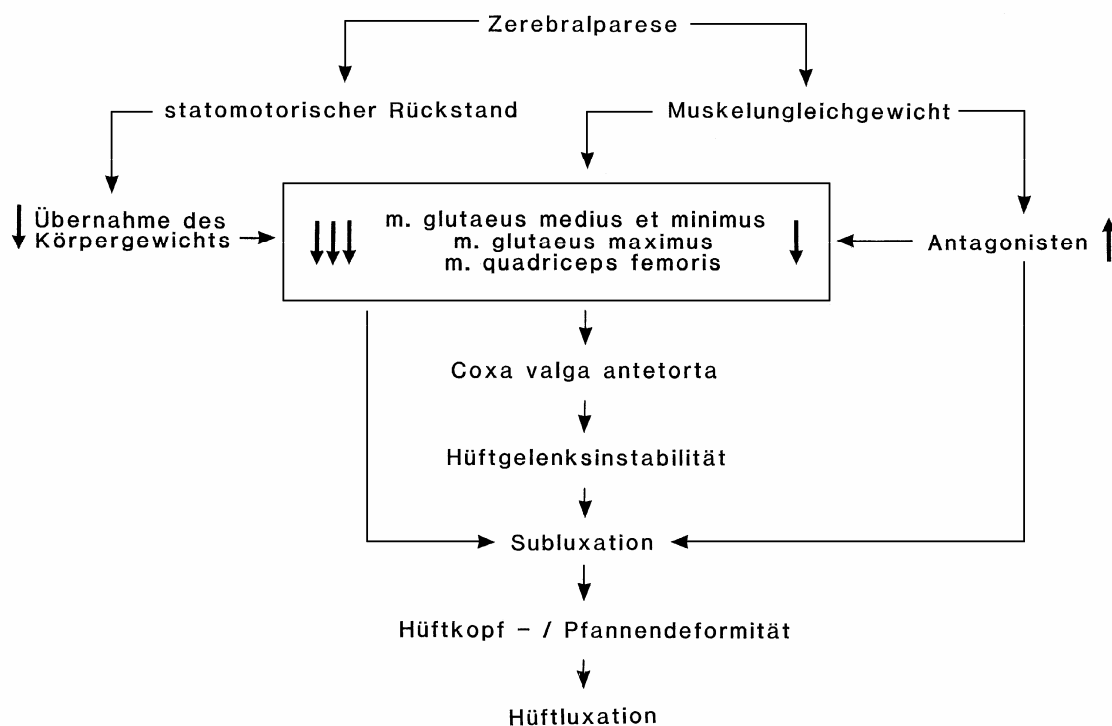 Zerebralparese
statomotorischer Rückstand
Muskelungleichgewicht
Übernahme des
Körpergewichts
m. glutaeus medius et minimus
m. glutaeus maximus
m. quadriceps femoris
Antagonisten
Coxa valga antetorta
Hüftgelenksinstabilität
Subluxation
Hüftkopf - / Pfannendeformität
Hüftluxation